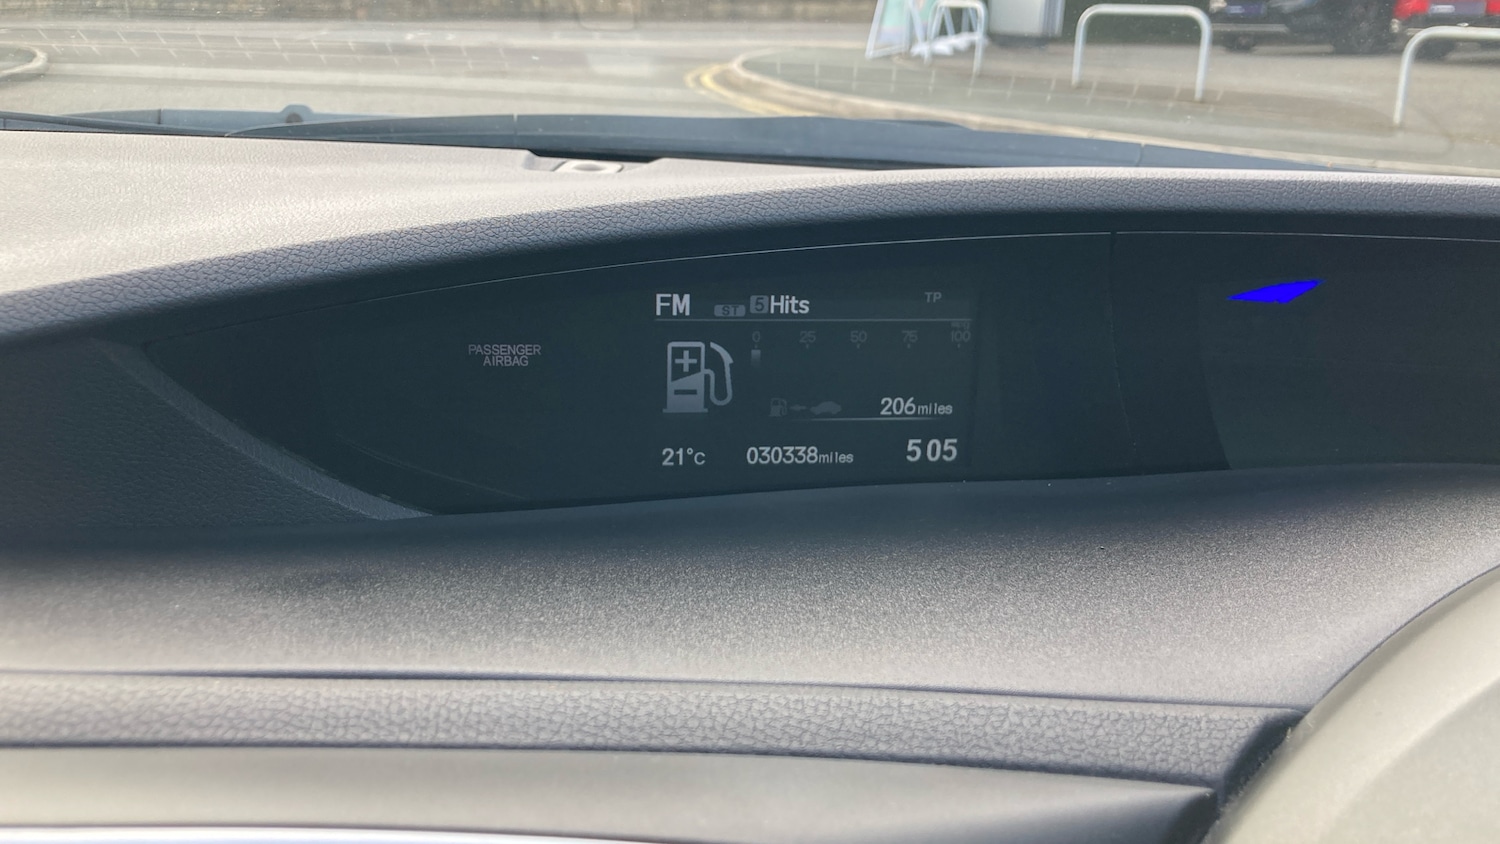 FM ST 5 Hits TP
0 25 50 75 100
PASSENGER
AIRBAG
206 miles
21°C 030338 miles 5 05